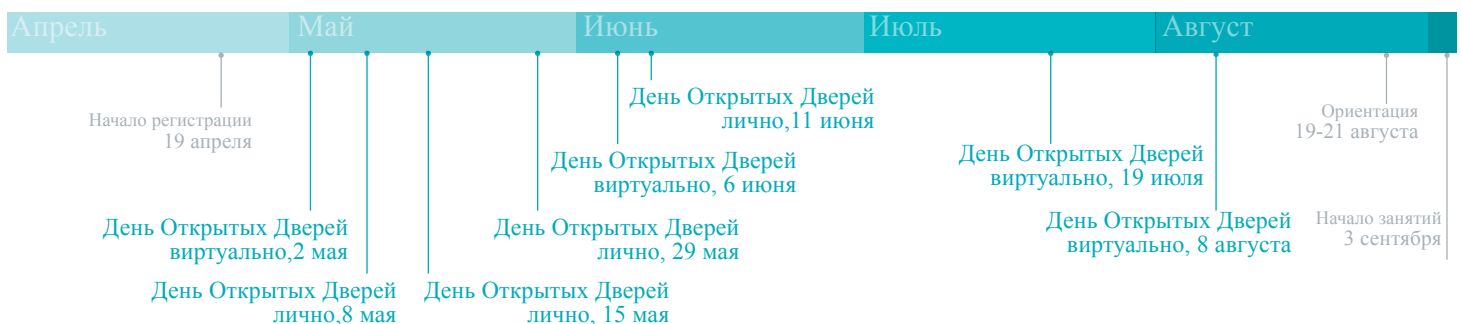 Апрель
Май
Июнь
Июль
Август
Начало регистрации
19 апреля
День Открытых Дверей
виртуально,2 мая
День Открытых Дверей
лично,8 мая
День Открытых Дверей
лично, 15 мая
День Открытых Дверей
лично, 29 мая
День Открытых Дверей
виртуально, 6 июня
День Открытых Дверей
лично,11 июня
День Открытых Дверей
виртуально, 19 июля
День Открытых Дверей
виртуально, 8 августа
Ориентация
19-21 августа
Начало занятий
3 сентября